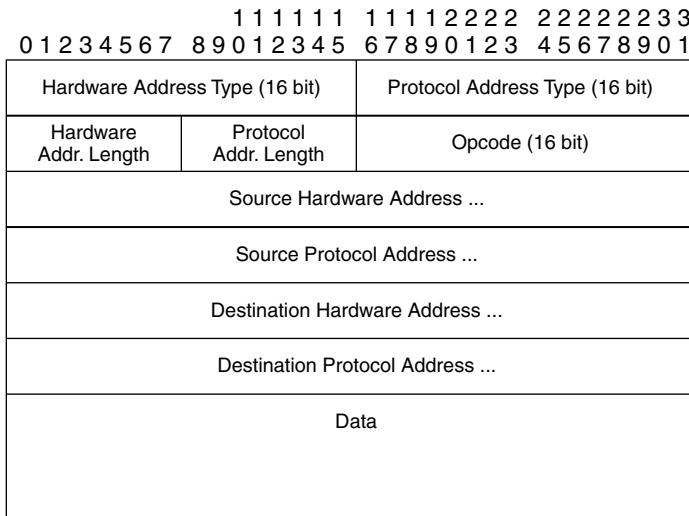 1 1 1 1 1 1 1 1 1 1 2 2 2 2 2 2 2 2 2 2 3 3
0 1 2 3 4 5 6 7 8 9 0 1 2 3 4 5 6 7 8 9 0 1 2 3 4 5 6 7 8 9 0 1
Hardware Address Type (16 bit) Protocol Address Type (16 bit)
Hardware Addr. Length Protocol Addr. Length Opcode (16 bit)
Source Hardware Address ...
Source Protocol Address ...
Destination Hardware Address ...
Destination Protocol Address ...
Data